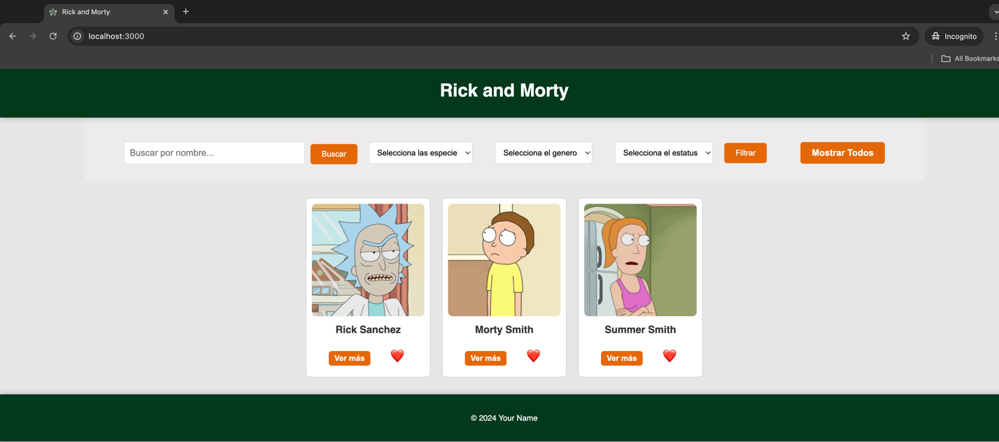 Rick and Morty
localhost:3000
Incognito
All Bookmarks
Rick and Morty
Buscar por nombre...
Buscar
Selecciona las especie
Selecciona el genero
Selecciona el estatus
Filtrar
Mostrar Todos
Rick Sanchez
Morty Smith
Summer Smith
Ver más
Ver más
Ver más
© 2024 Your Name